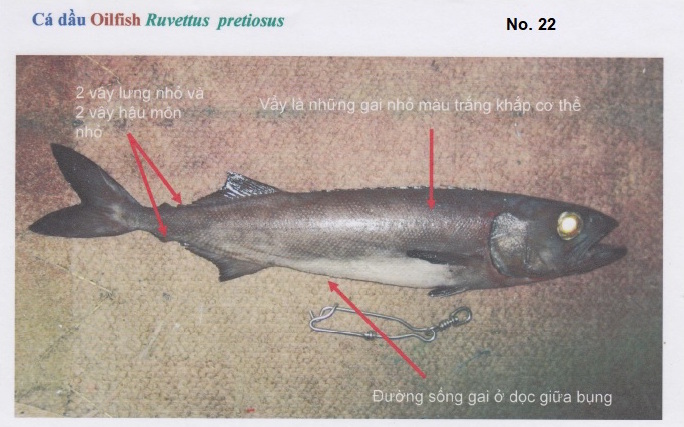 Cá dầu Oilfish Ruvettus pretiosus
No. 22
2 vây lưng nhỏ và
2 vây hậu môn
nhỏ
Vảy là những gai nhỏ màu trắng khắp cơ thể
Đường sống gai ở dọc giữa bụng